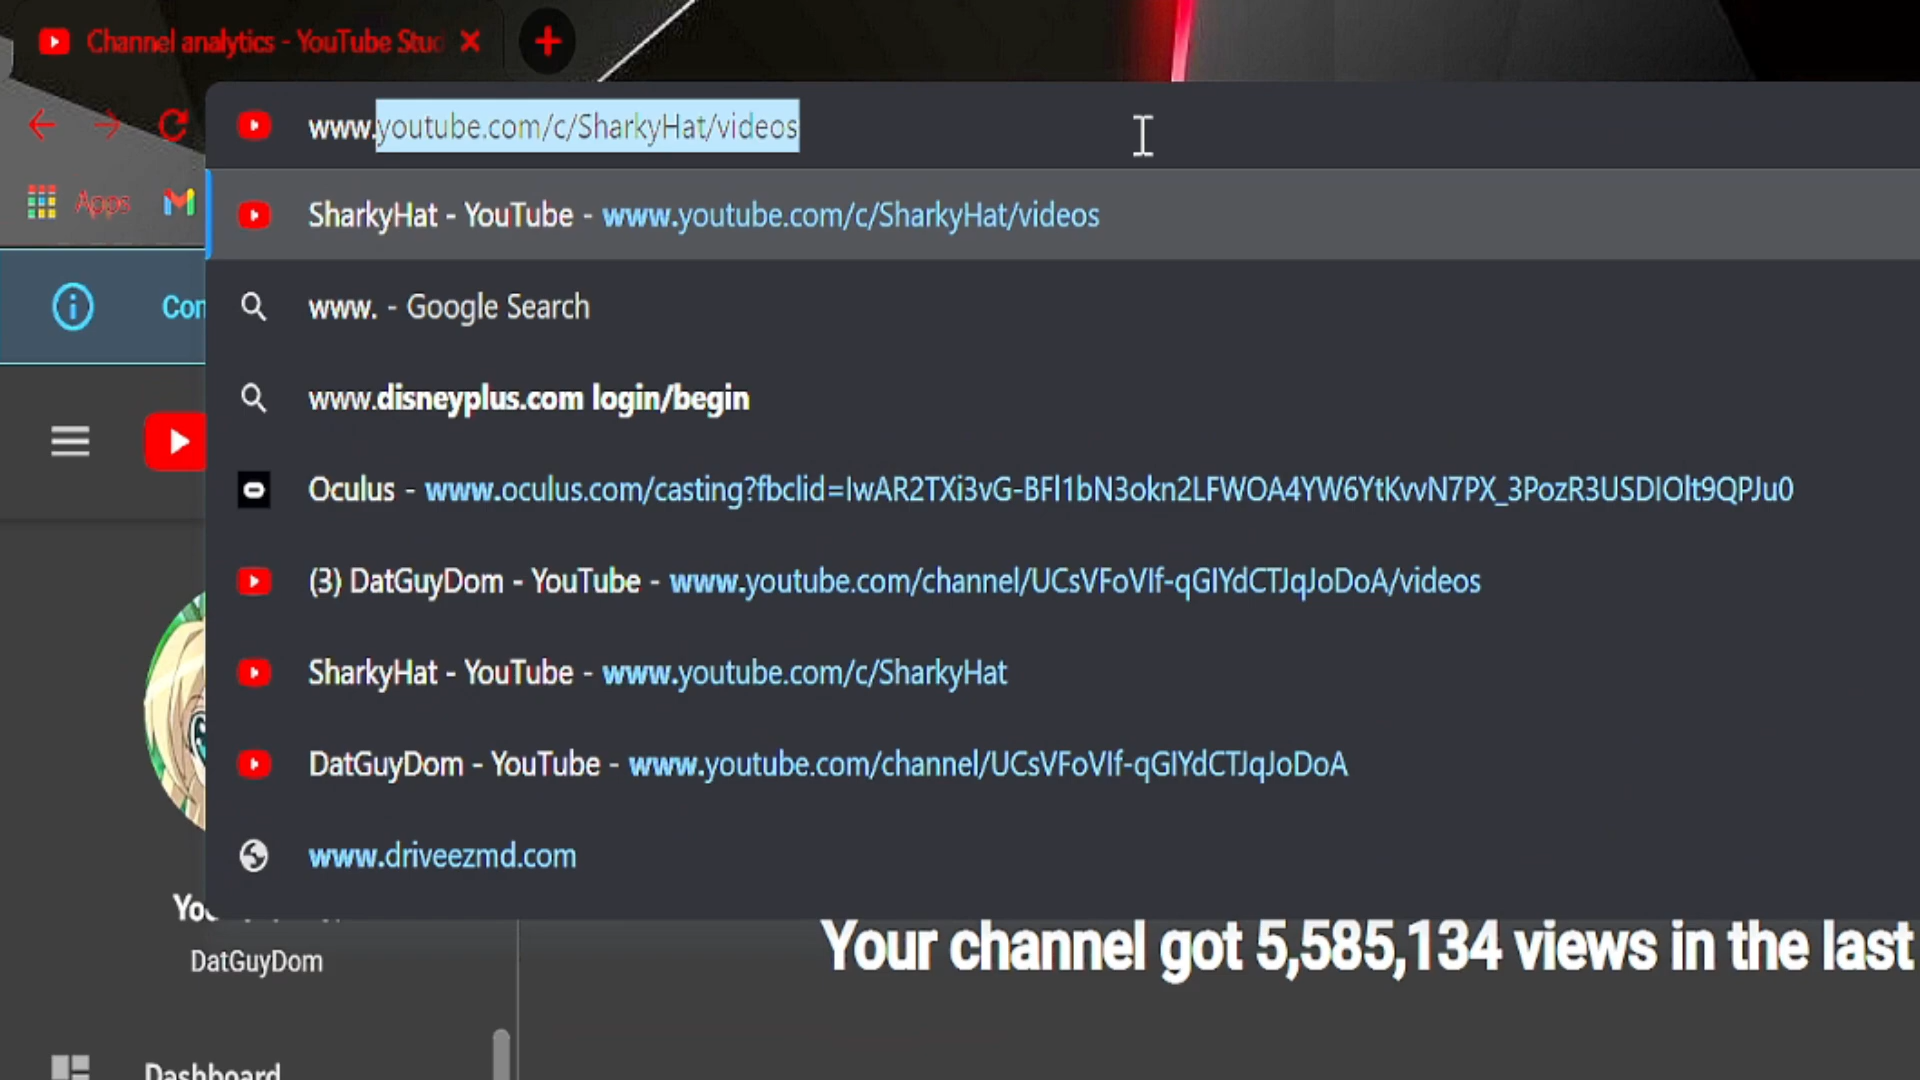 Channel analytics - YouTube Stud
www.youtube.com/c/SharkyHat/videos
Apps
SharkyHat - YouTube - www.youtube.com/c/SharkyHat/videos
www. - Google Search
Con
www.disneyplus.com login/begin
Oculus - www.oculus.com/casting?fbclid=IwAR2TXi3vG-BFl1bN3okn2LFWOA4YW6YtKvvN7PX_3PozR3USDIOlt9QPJu0
(3) DatGuyDom - YouTube - www.youtube.com/channel/UCsVFoVIf-qGIYdCTJqJoDoA/videos
SharkyHat - YouTube - www.youtube.com/c/SharkyHat
DatGuyDom - YouTube - www.youtube.com/channel/UCsVFoVIf-qGIYdCTJqJoDoA
www.driveezmd.com
DatGuyDom
Your channel got 5,585,134 views in the last
Dashboard